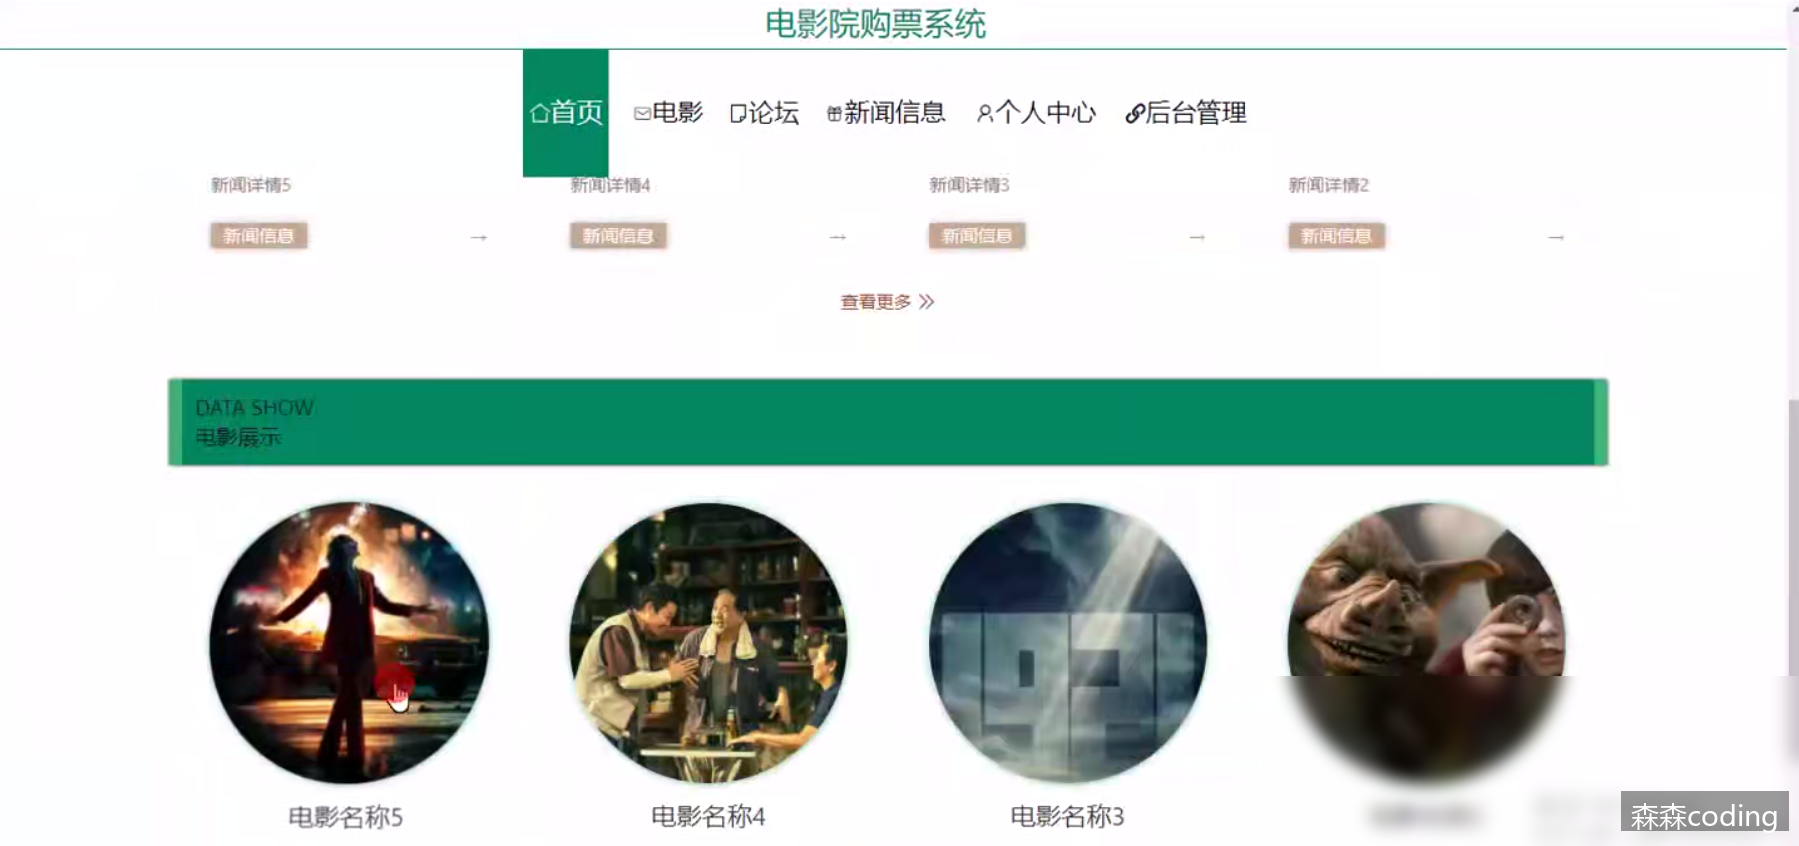 电影院购票系统
首页 电影 论坛 新闻信息 个人中心 后台管理
新闻详情5 新闻详情4 新闻详情3 新闻详情2
新闻信息 → 新闻信息 → 新闻信息 → 新闻信息 →
查看更多 >>
DATA SHOW
电影展示
电影名称5 电影名称4 电影名称3
森森coding